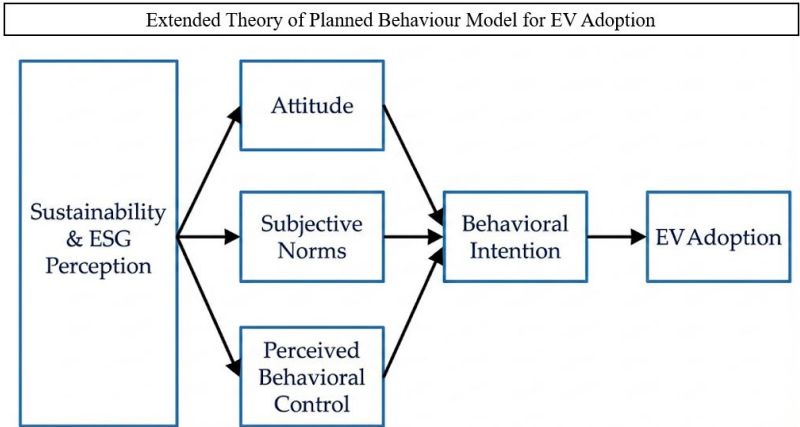 Extended Theory of Planned Behaviour Model for EV Adoption
Attitude
Sustainability
& ESG
Perception
Subjective
Norms
Behavioral
Intention
EV Adoption
Perceived
Behavioral
Control